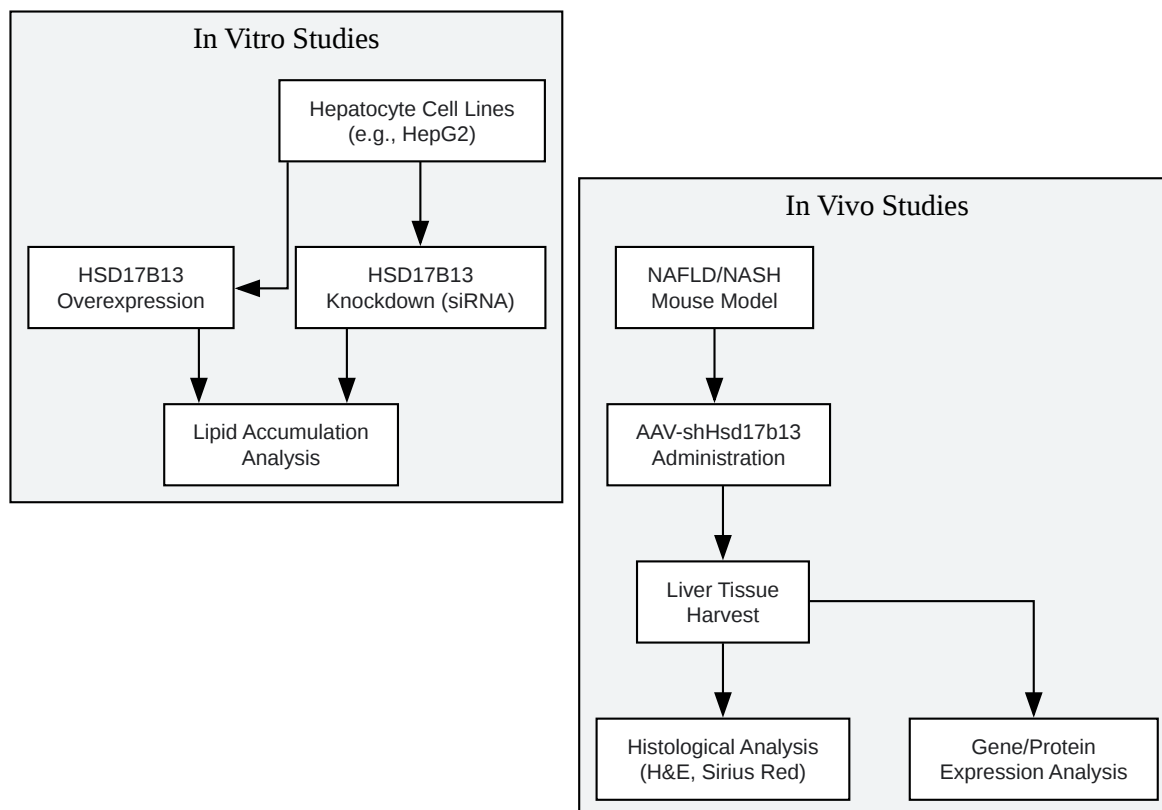 In Vitro Studies
Hepatocyte Cell Lines
(e.g., HepG2)
HSD17B13
Overexpression
HSD17B13
Knockdown (siRNA)
Lipid Accumulation
Analysis
In Vivo Studies
NAFLD/NASH
Mouse Model
AAV-shHsd17b13
Administration
Liver Tissue
Harvest
Histological Analysis
(H&E, Sirius Red)
Gene/Protein
Expression Analysis